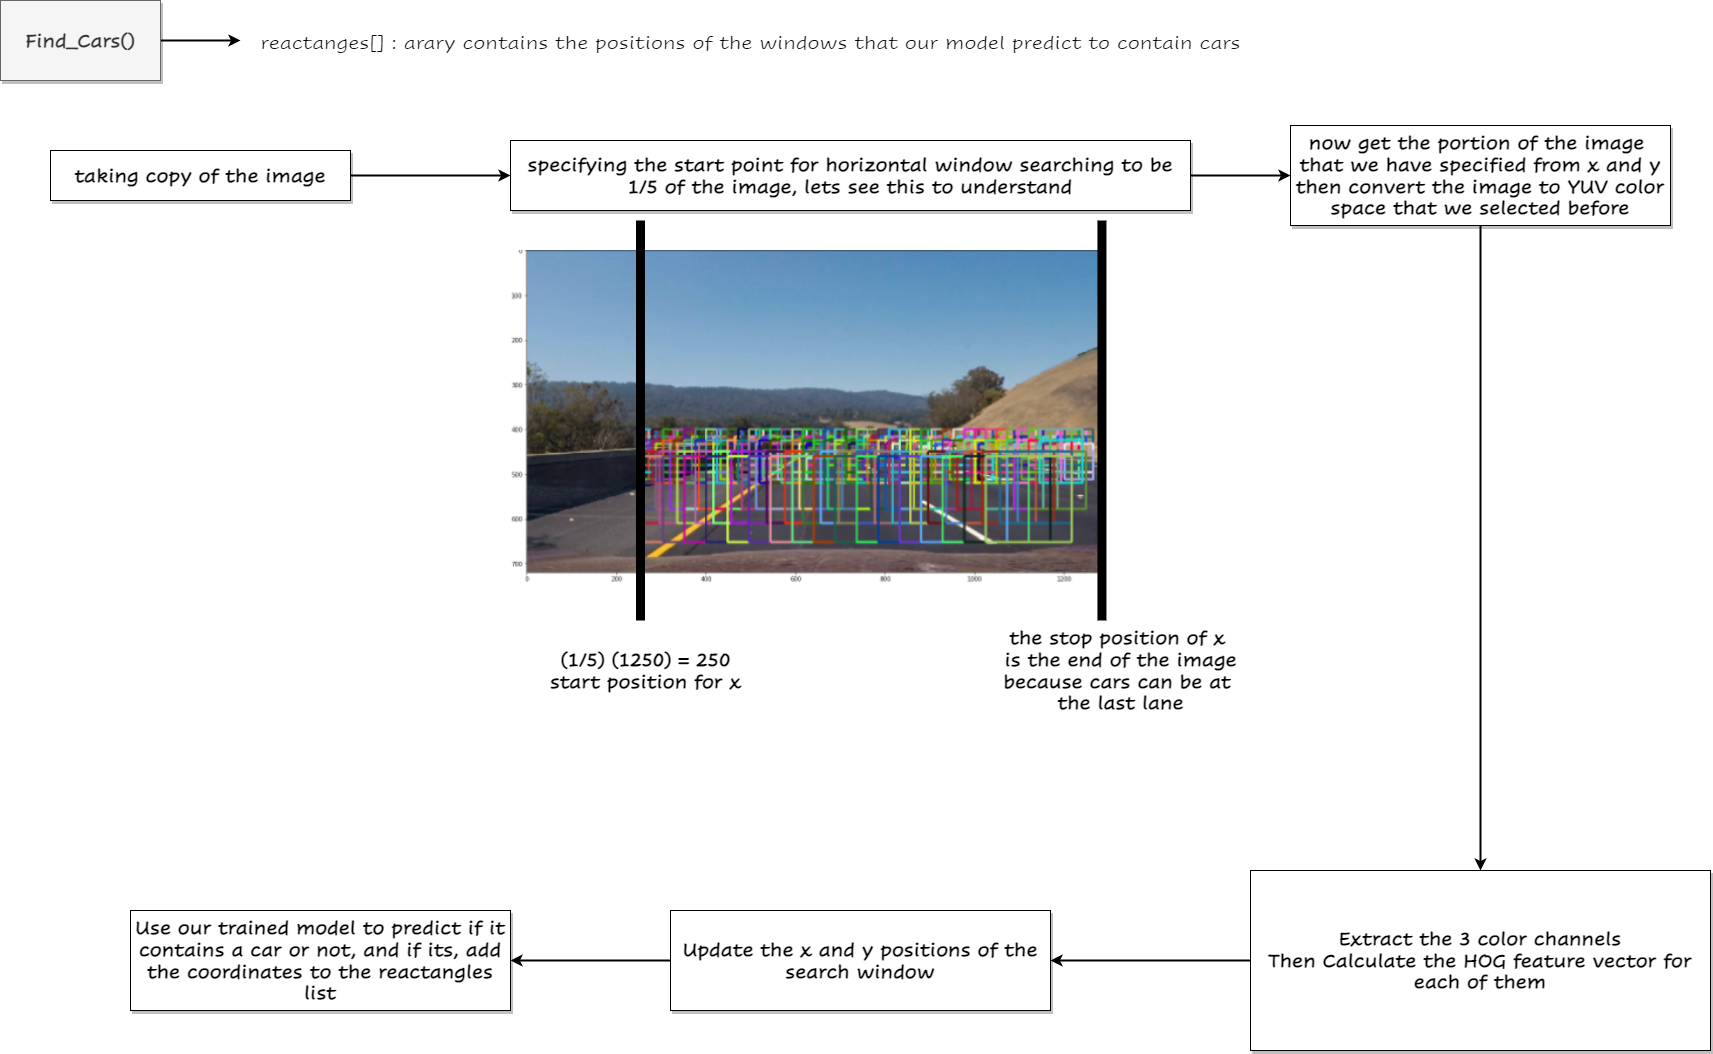 Find_Cars()
reactanges[] : arary contains the positions of the windows that our model predict to contain cars
taking copy of the image
specifying the start point for horizontal window searching to be
1/5 of the image, lets see this to understand
now get the portion of the image
that we have specified from x and y
then convert the image to YUV color
space that we selected before
0
100
200
300
400
500
600
700
0 200 400 600 800 1000 1200
(1/5) (1250) = 250
start position for x
the stop position of x
is the end of the image
because cars can be at
the last lane
Extract the 3 color channels
Then Calculate the HOG feature vector for
each of them
Update the x and y positions of the
search window
Use our trained model to predict if it
contains a car or not, and if its, add
the coordinates to the reactangles
list